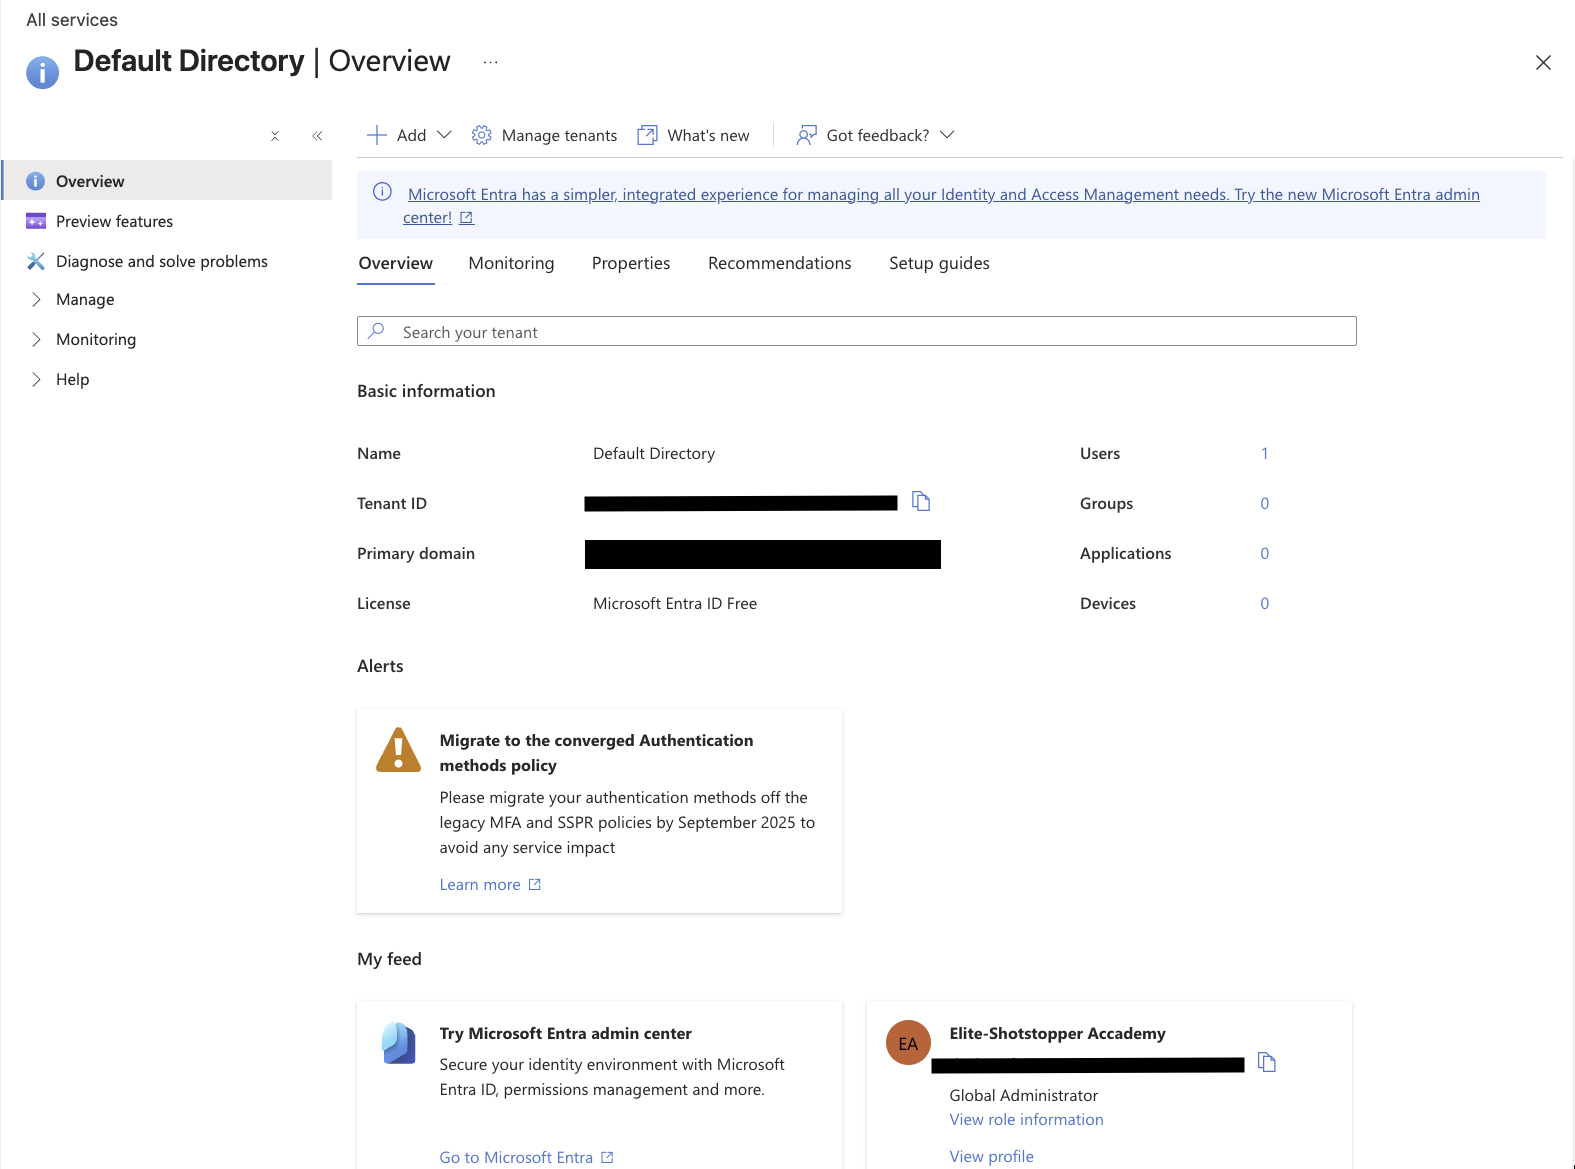 All services
Default Directory | Overview ...
Add
Manage tenants
What's new
Got feedback?
Overview
Preview features
Diagnose and solve problems
Manage
Monitoring
Help
Microsoft Entra has a simpler, integrated experience for managing all your Identity and Access Management needs. Try the new Microsoft Entra admin
center!
Overview
Monitoring
Properties
Recommendations
Setup guides
Search your tenant
Basic information
Name
Default Directory
Users
1
Tenant ID
Groups
0
Primary domain
Applications
0
License
Microsoft Entra ID Free
Devices
0
Alerts
Migrate to the converged Authentication
methods policy
Please migrate your authentication methods off the
legacy MFA and SSPR policies by September 2025 to
avoid any service impact
Learn more
My feed
Try Microsoft Entra admin center
Secure your identity environment with Microsoft
Entra ID, permissions management and more.
Go to Microsoft Entra
EA
Elite-Shotstopper Accademy
Global Administrator
View role information
View profile